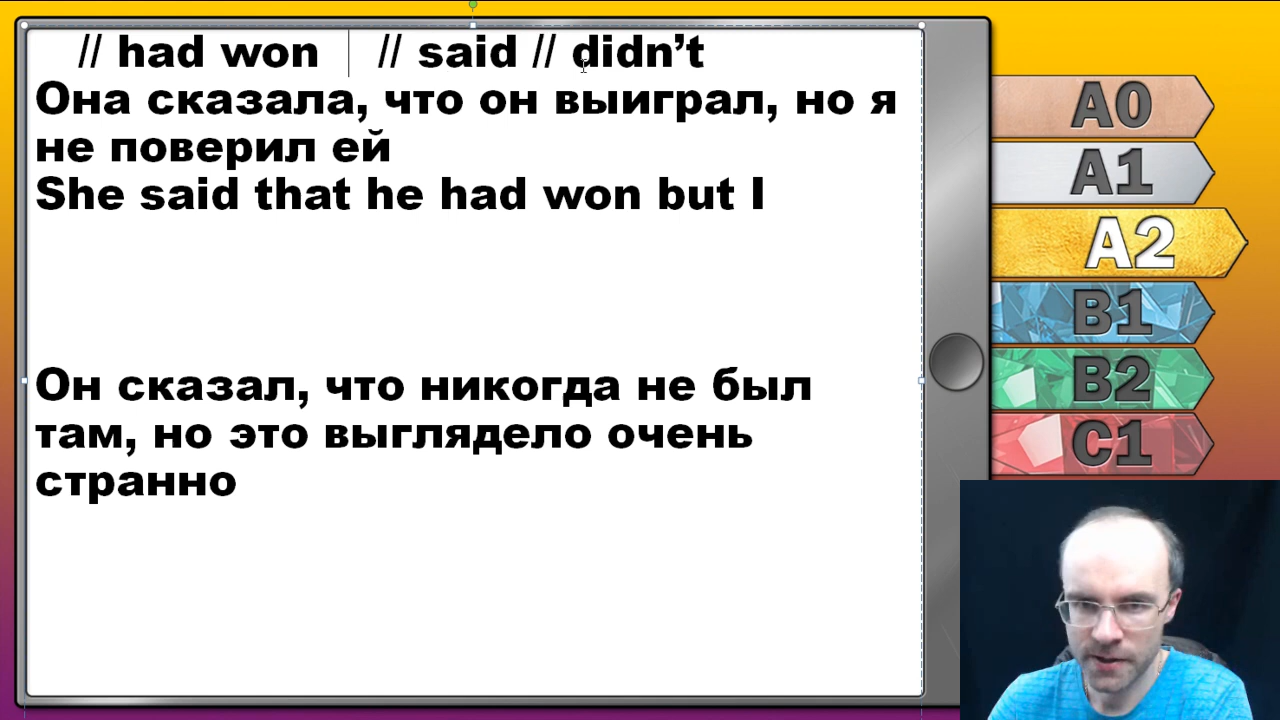 // had won // said // didn’t
Она сказала, что он выиграл, но я
не поверил ей
She said that he had won but I
Он сказал, что никогда не был
там, но это выглядело очень
странно
A0
A1
A2
B1
B2
C1